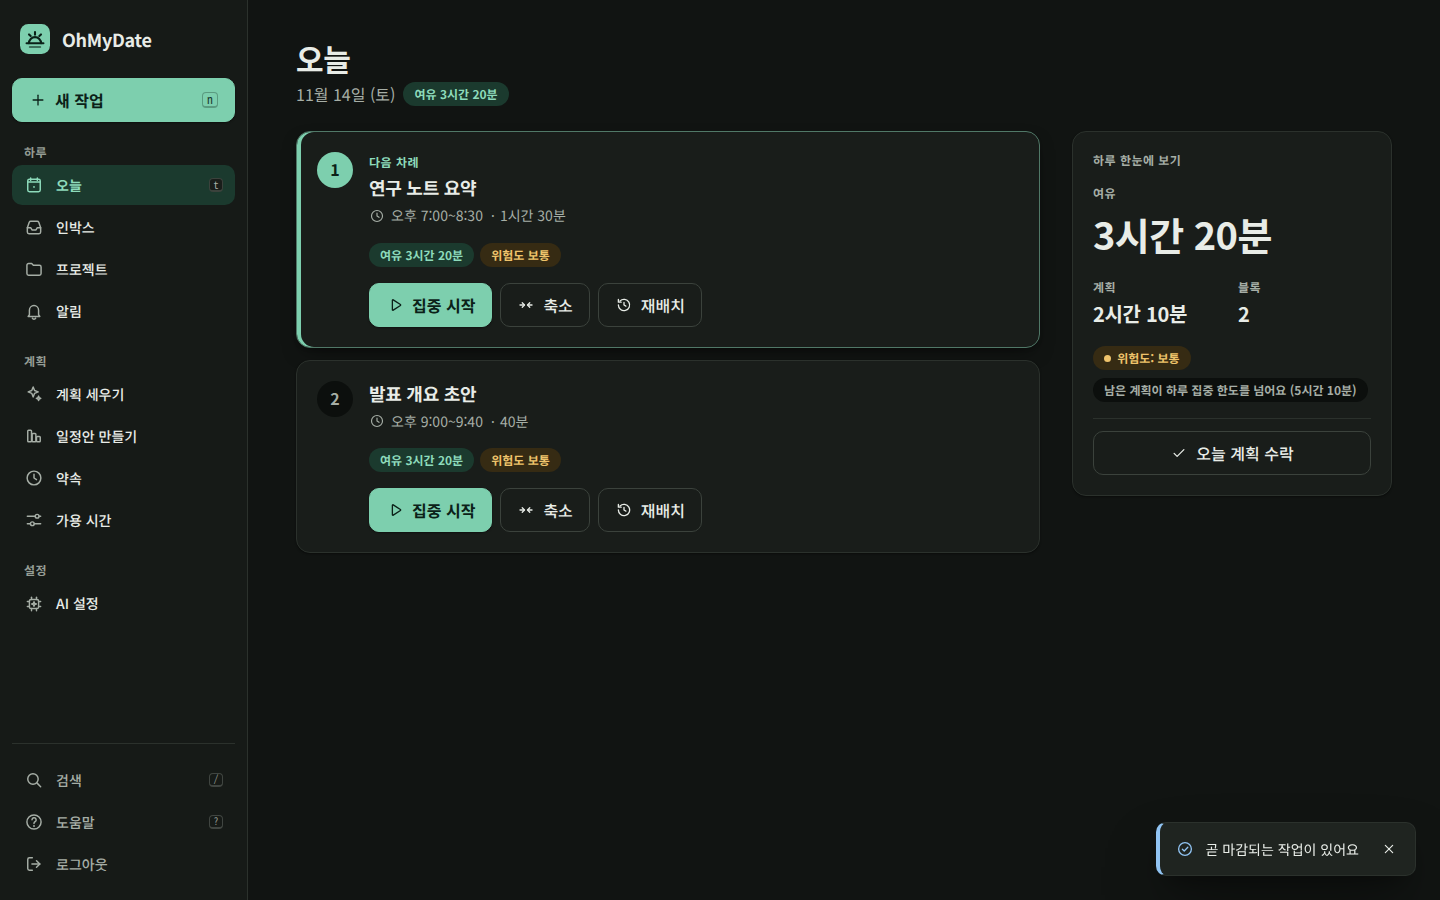 OhMyDate
새 작업 n
하루
오늘 t
인박스
프로젝트
알림
계획
계획 세우기
일정안 만들기
약속
가용 시간
설정
AI 설정
검색 /
도움말 ?
로그아웃
오늘
11월 14일 (토) 여유 3시간 20분
1 다음 차례
연구 노트 요약
오후 7:00~8:30 · 1시간 30분
여유 3시간 20분 위험도 보통
집중 시작 축소 재배치
2 발표 개요 초안
오후 9:00~9:40 · 40분
여유 3시간 20분 위험도 보통
집중 시작 축소 재배치
하루 한눈에 보기
여유
3시간 20분
계획 블록
2시간 10분 2
위험도: 보통
남은 계획이 하루 집중 한도를 넘어요 (5시간 10분)
오늘 계획 수락
곧 마감되는 작업이 있어요